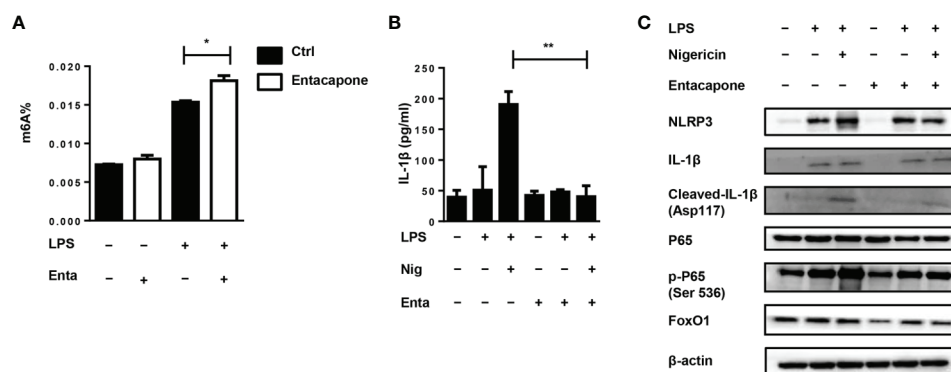 A
m6A%
0.020
0.015
0.010
0.005
0.000
*
Ctrl
Entacapone
LPS – – + +
Enta – + – +
B
IL-1β (pg/ml)
250
200
150
100
50
0
**
LPS – + + – + +
Nig – – + – – +
Enta – – – + + +
C
LPS – + + – + +
Nigericin – – + – – +
Entacapone – – – + + +
NLRP3
IL-1β
Cleaved-IL-1β
(Asp117)
P65
p-P65
(Ser 536)
FoxO1
β-actin